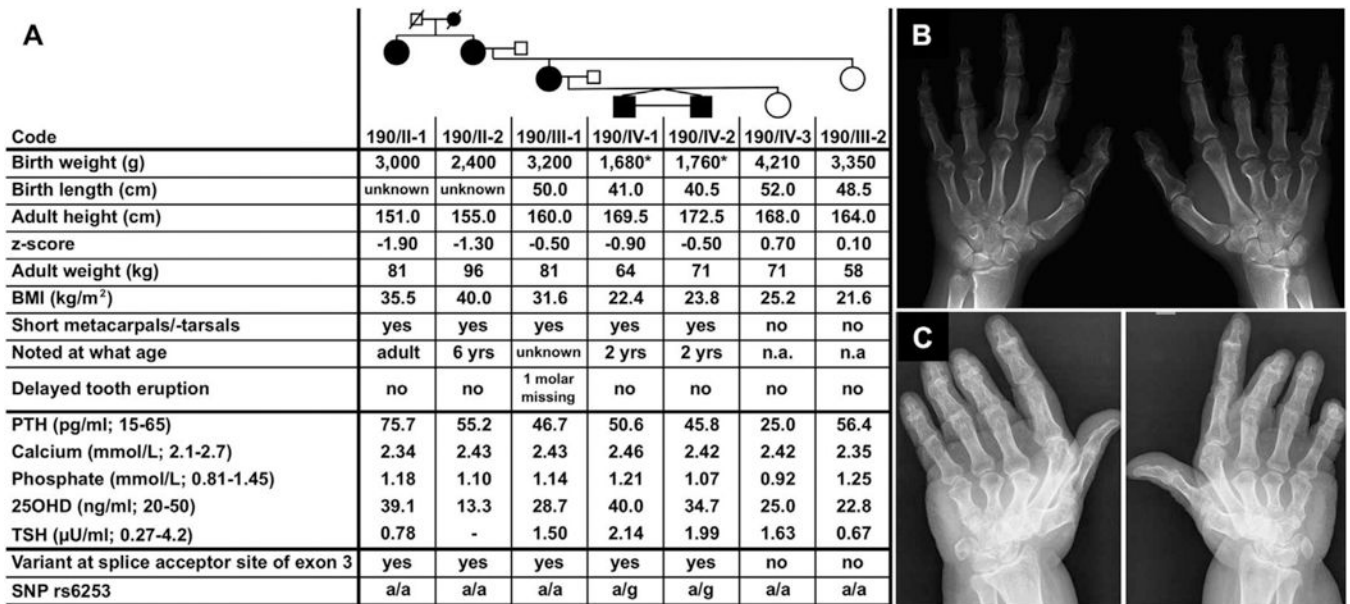 A
Code 190/II-1 190/II-2 190/III-1 190/IV-1 190/IV-2 190/IV-3 190/III-2
Birth weight (g) 3,000 2,400 3,200 1,680* 1,760* 4,210 3,350
Birth length (cm) unknown unknown 50.0 41.0 40.5 52.0 48.5
Adult height (cm) 151.0 155.0 160.0 169.5 172.5 168.0 164.0
z-score -1.90 -1.30 -0.50 -0.90 -0.50 0.70 0.10
Adult weight (kg) 81 96 81 64 71 71 58
BMI (kg/m²) 35.5 40.0 31.6 22.4 23.8 25.2 21.6
Short metacarpals/-tarsals yes yes yes yes yes no no
Noted at what age adult 6 yrs unknown 2 yrs 2 yrs n.a. n.a
Delayed tooth eruption no no 1 molar missing no no no no
PTH (pg/ml; 15-65) 75.7 55.2 46.7 50.6 45.8 25.0 56.4
Calcium (mmol/L; 2.1-2.7) 2.34 2.43 2.43 2.46 2.42 2.42 2.35
Phosphate (mmol/L; 0.81-1.45) 1.18 1.10 1.14 1.21 1.07 0.92 1.25
25OHD (ng/ml; 20-50) 39.1 13.3 28.7 40.0 34.7 25.0 22.8
TSH (µU/ml; 0.27-4.2) 0.78 - 1.50 2.14 1.99 1.63 0.67
Variant at splice acceptor site of exon 3 yes yes yes yes yes no no
SNP rs6253 a/a a/a a/a a/g a/g a/a a/a
B
C